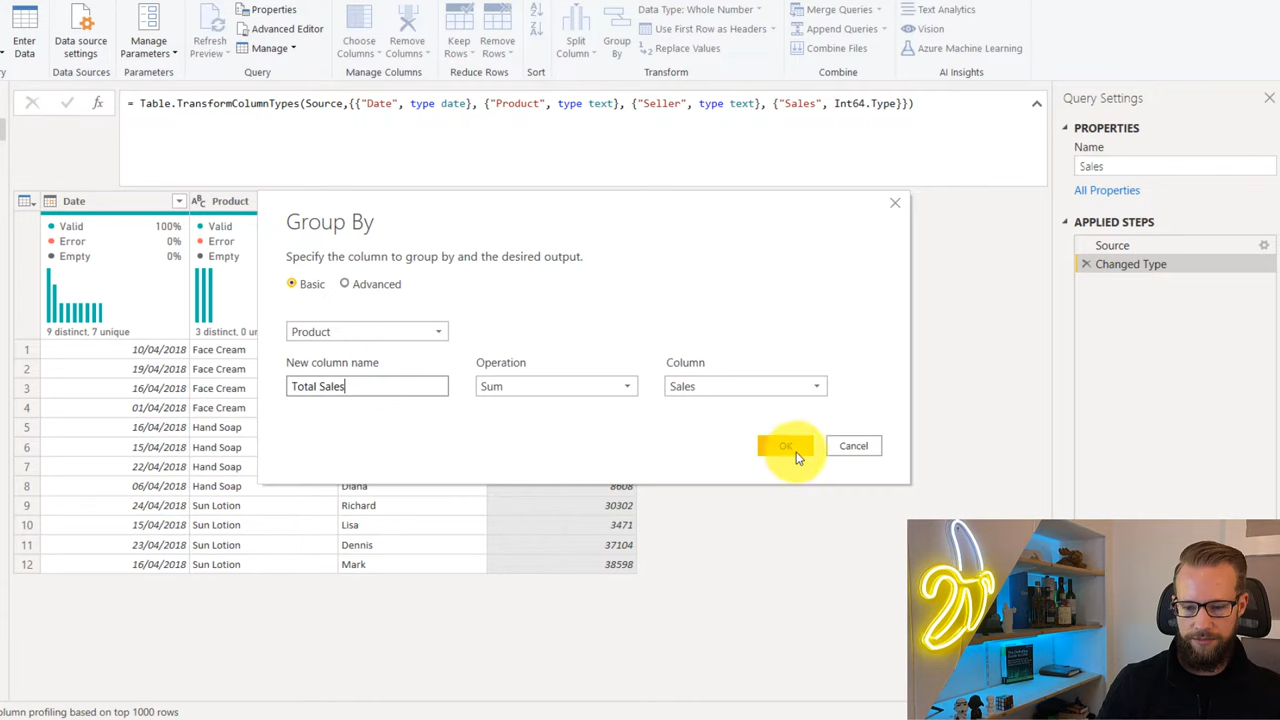 Enter
Data
Data source
settings
Data Sources
Manage
Parameters
Parameters
Refresh
Preview
Properties
Advanced Editor
Manage
Query
Choose
Columns
Remove
Columns
Manage Columns
Keep
Rows
Remove
Rows
Reduce Rows
Sort
Split
Column
Group
By
Data Type: Whole Number
Use First Row as Headers
Replace Values
Transform
Merge Queries
Append Queries
Combine Files
Combine
Text Analytics
Vision
Azure Machine Learning
AI Insights
fx = Table.TransformColumnTypes(Source,{{"Date", type date}, {"Product", type text}, {"Seller", type text}, {"Sales", Int64.Type}})
Query Settings
PROPERTIES
Name
Sales
All Properties
APPLIED STEPS
Source
Changed Type
Date
ABC Product
Valid 100%
Error 0%
Empty 0%
9 distinct, 7 unique
Valid
Error
Empty
3 distinct, 0 u
Group By
Specify the column to group by and the desired output.
Basic Advanced
Product
New column name Operation Column
Total Sales Sum Sales
OK Cancel
1 10/04/2018 Face Cream
2 19/04/2018 Face Cream
3 16/04/2018 Face Cream
4 01/04/2018 Face Cream
5 16/04/2018 Hand Soap
6 15/04/2018 Hand Soap
7 22/04/2018 Hand Soap
8 06/04/2018 Hand Soap Diana 8608
9 24/04/2018 Sun Lotion Richard 30302
10 15/04/2018 Sun Lotion Lisa 3471
11 23/04/2018 Sun Lotion Dennis 37104
12 16/04/2018 Sun Lotion Mark 38598
olumn profiling based on top 1000 rows